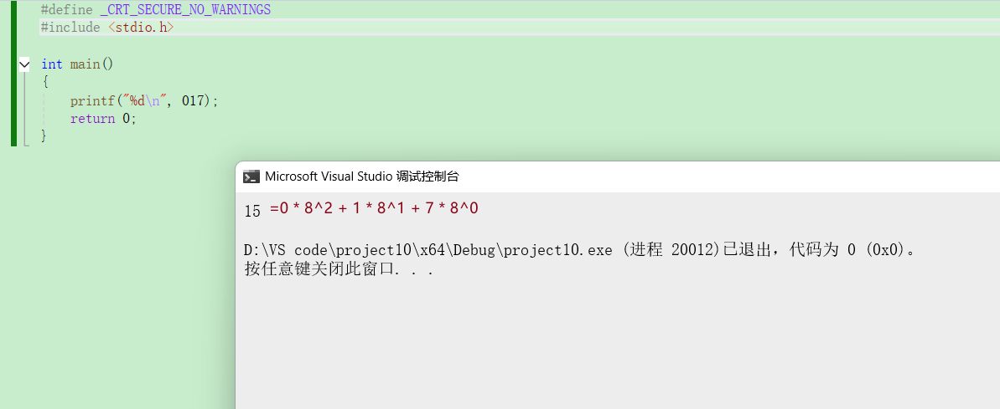 #define _CRT_SECURE_NO_WARNINGS
#include <stdio.h>
int main()
{
printf("%d\n", 017);
return 0;
}
Microsoft Visual Studio 调试控制台
15 =0 * 8^2 + 1 * 8^1 + 7 * 8^0
D:\VS code\project10\x64\Debug\project10.exe (进程 20012)已退出，代码为 0 (0x0)。
按任意键关闭此窗口. . .